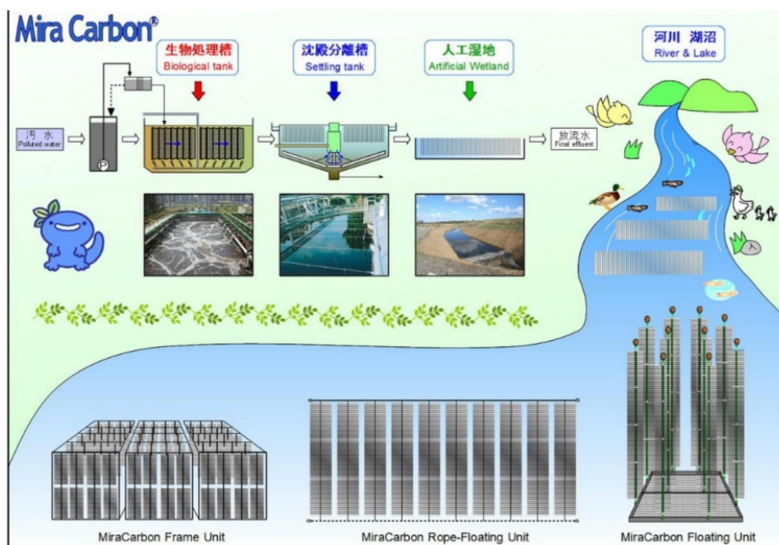 Mira Carbon®
生物処理槽
Biological tank
沈殿分離槽
Settling tank
人工湿地
Artificial Wetland
河川 湖沼
River & Lake
汚水
Polluted water
P
放流水
Final effluent
MiraCarbon Frame Unit
MiraCarbon Rope-Floating Unit
MiraCarbon Floating Unit